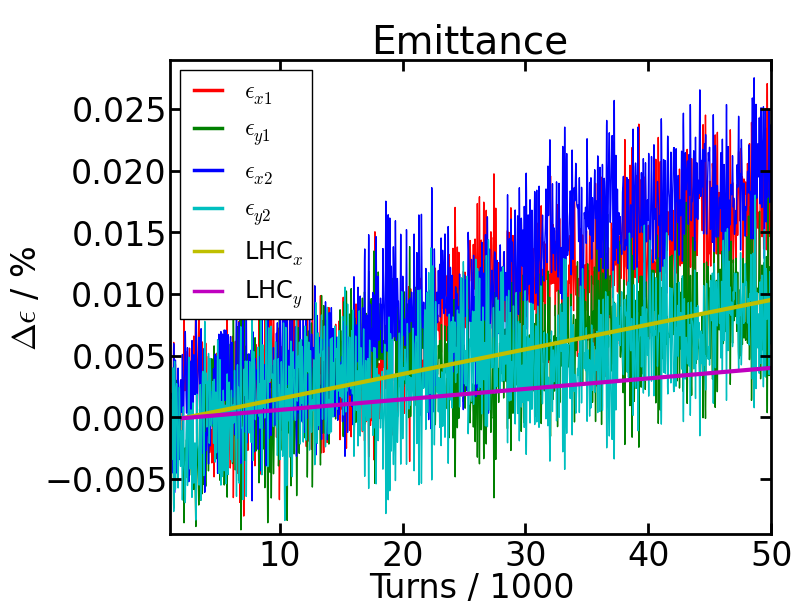 Emittance
Δϵ / %
0.025
0.020
0.015
0.010
0.005
0.000
−0.005
ϵx1
ϵy1
ϵx2
ϵy2
LHCx
LHCy
10 20 30 40 50
Turns / 1000